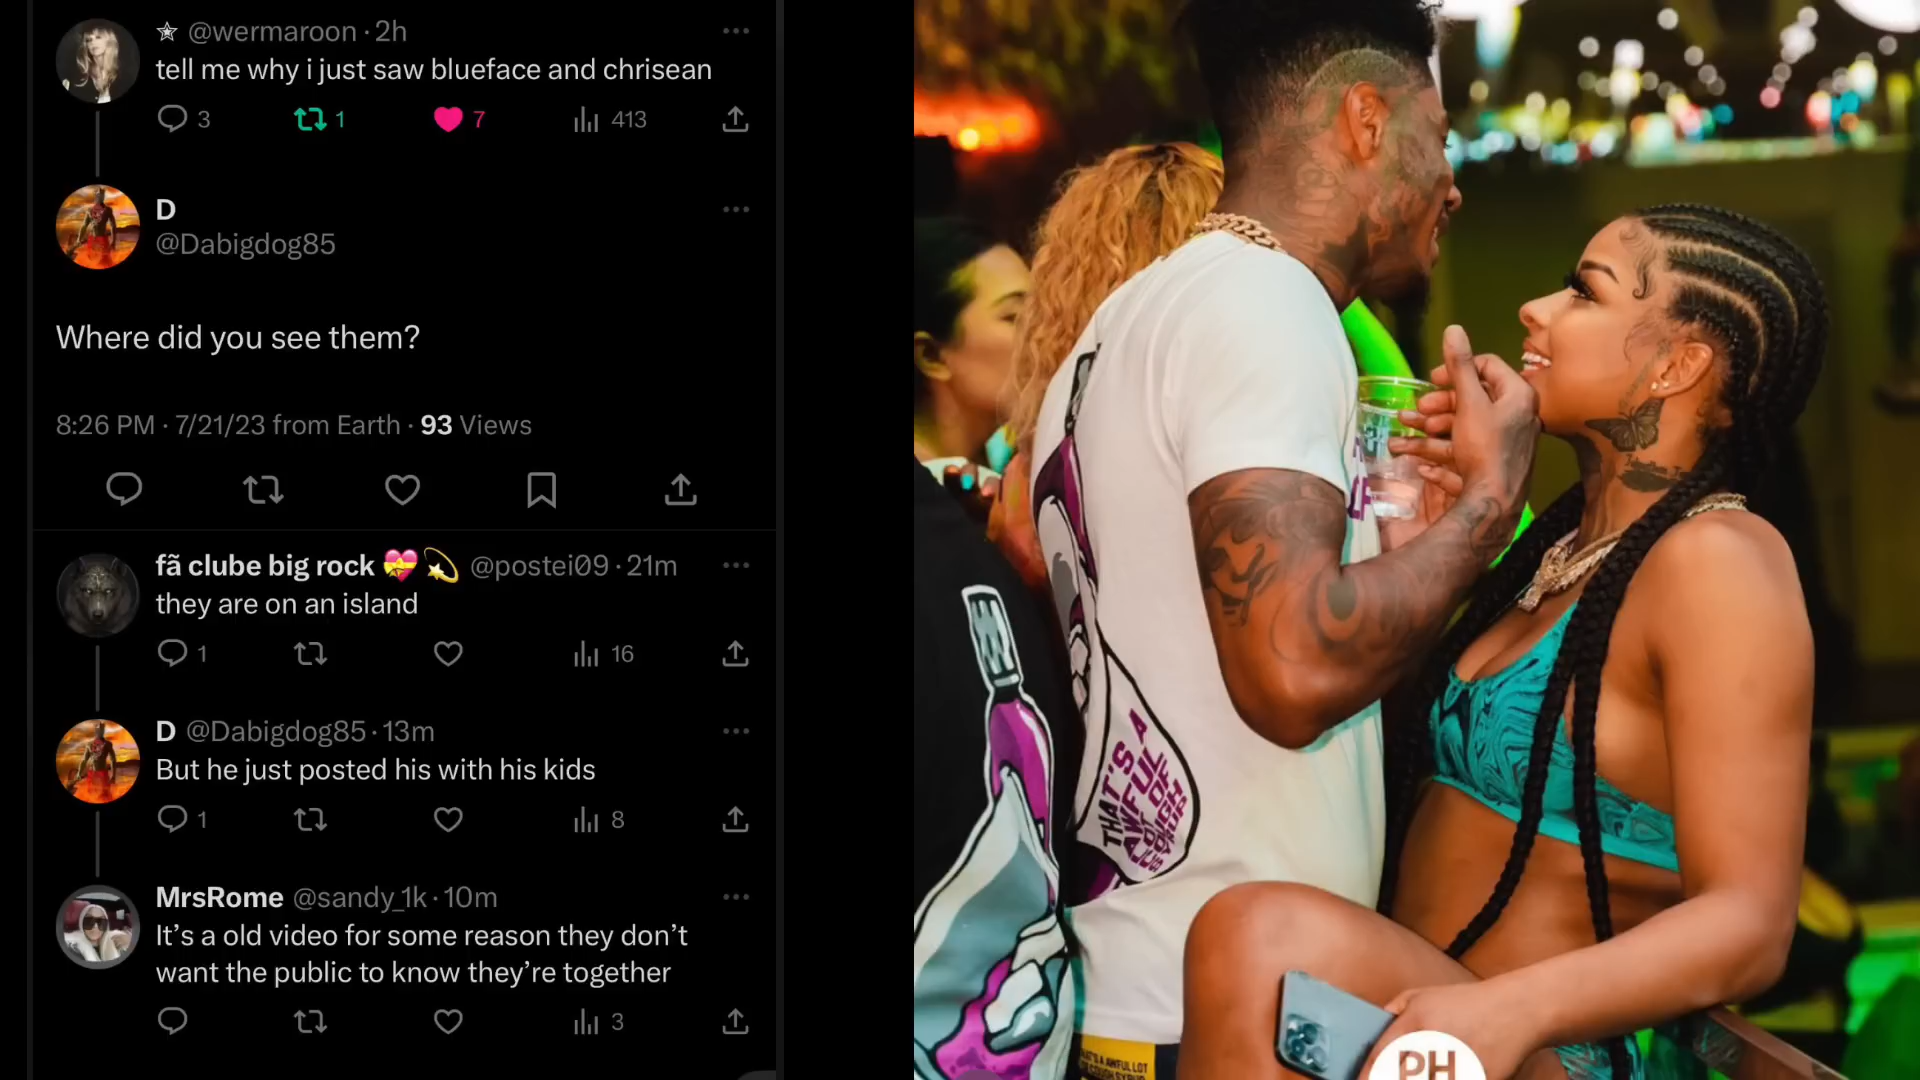 ✯ @wermaroon · 2h
tell me why i just saw blueface and chrisean
3 1 7 413
D
@Dabigdog85
Where did you see them?
8:26 PM · 7/21/23 from Earth · 93 Views
fã clube big rock 💝💫 @postei09 · 21m
they are on an island
1 16
D @Dabigdog85 · 13m
But he just posted his with his kids
1 8
MrsRome @sandy_1k · 10m
It’s a old video for some reason they don’t
want the public to know they’re together
3
THAT'S A
AWFUL
LOT OF
COUGH
SYRUP
PH